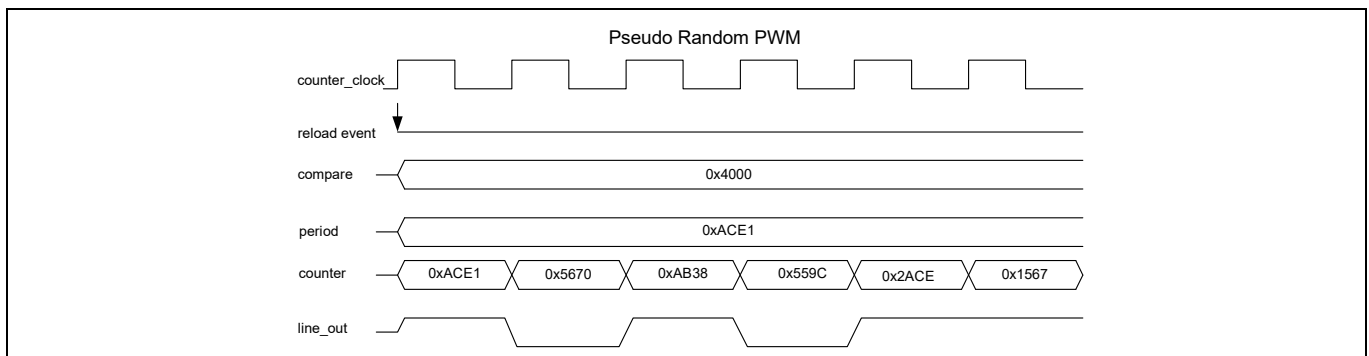 Pseudo Random PWM
counter_clock
reload event
compare 0x4000
period 0xACE1
counter 0xACE1 0x5670 0xAB38 0x559C 0x2ACE 0x1567
line_out